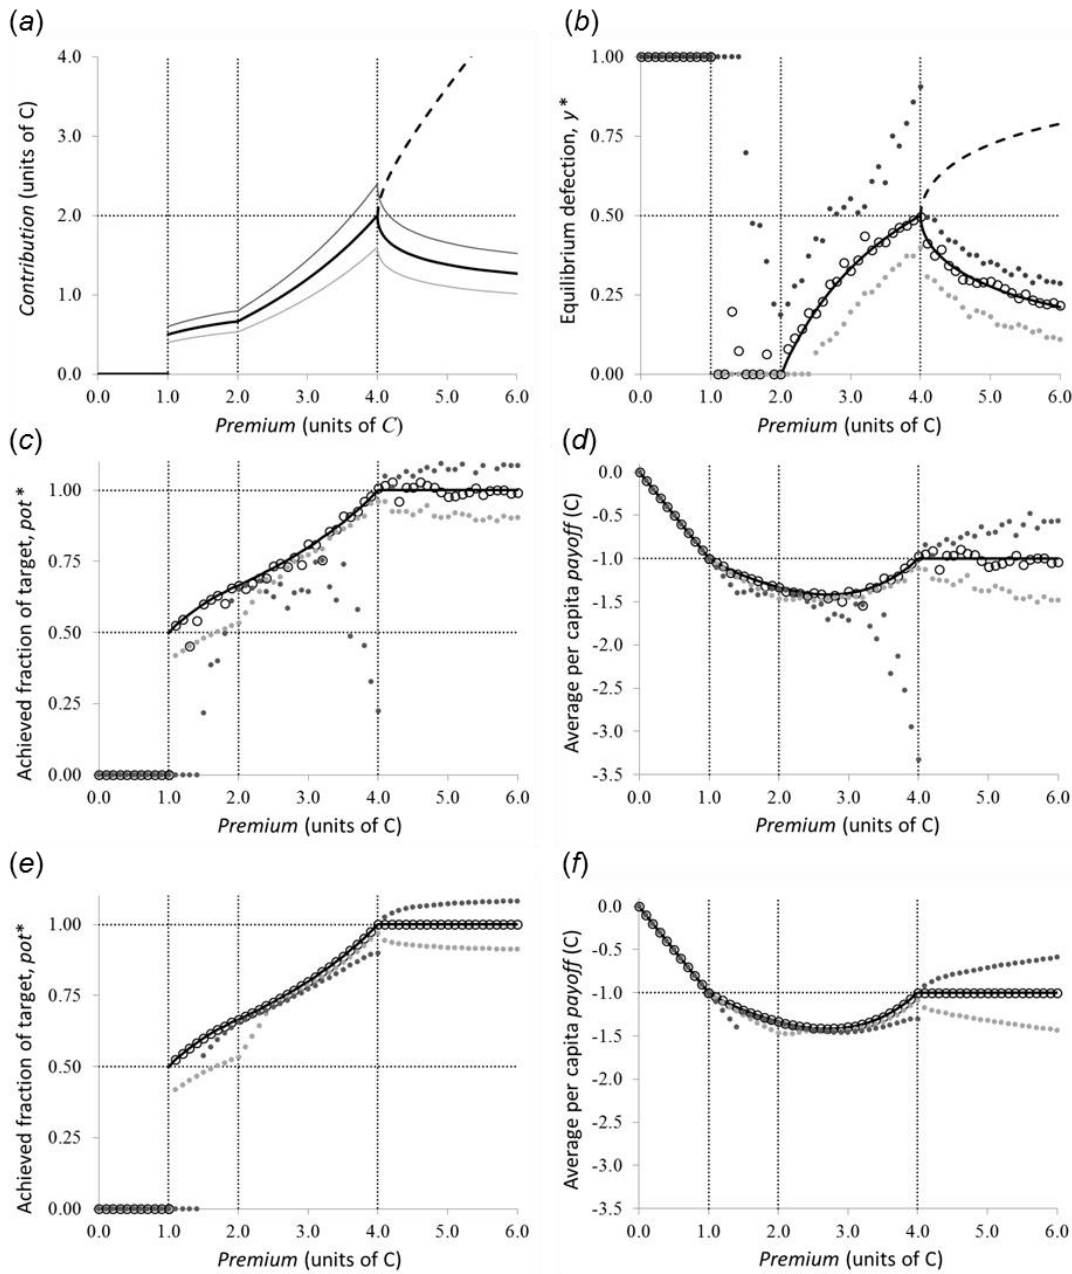 (a)
Contribution (units of C)
4.0
3.0
2.0
1.0
0.0
0.0 1.0 2.0 3.0 4.0 5.0 6.0
Premium (units of C)
(b)
Equilibrium defection, y*
1.00
0.75
0.50
0.25
0.00
0.0 1.0 2.0 3.0 4.0 5.0 6.0
Premium (units of C)
(c)
Achieved fraction of target, pot*
1.00
0.75
0.50
0.25
0.00
0.0 1.0 2.0 3.0 4.0 5.0 6.0
Premium (units of C)
(d)
Average per capita payoff (C)
0.0
-0.5
-1.0
-1.5
-2.0
-2.5
-3.0
-3.5
0.0 1.0 2.0 3.0 4.0 5.0 6.0
Premium (units of C)
(e)
Achieved fraction of target, pot*
1.00
0.75
0.50
0.25
0.00
0.0 1.0 2.0 3.0 4.0 5.0 6.0
Premium (units of C)
(f)
Average per capita payoff (C)
0.0
-0.5
-1.0
-1.5
-2.0
-2.5
-3.0
-3.5
0.0 1.0 2.0 3.0 4.0 5.0 6.0
Premium (units of C)